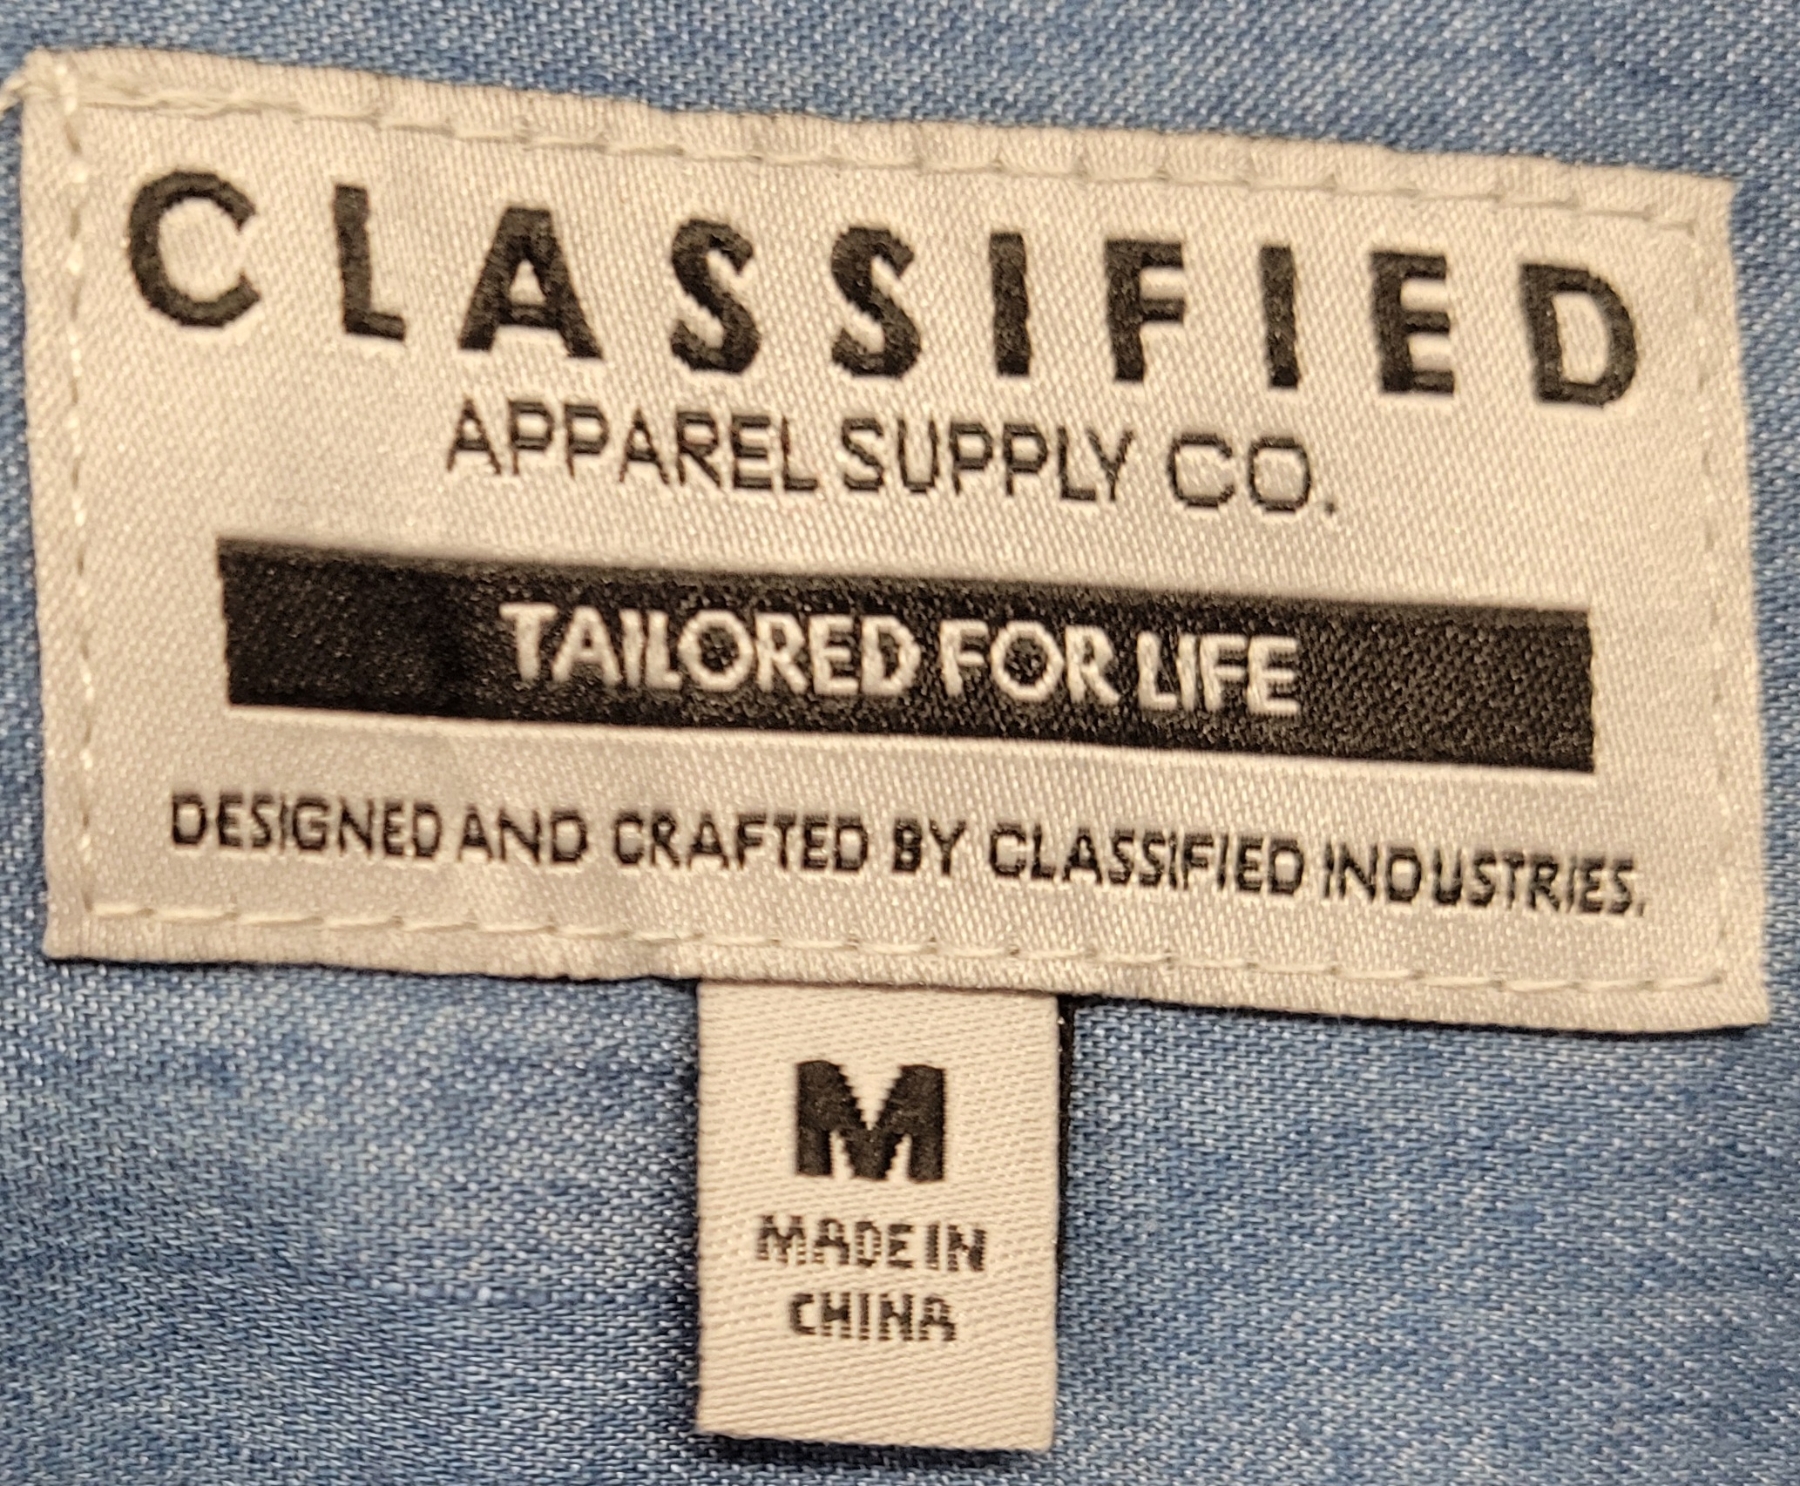 CLASSIFIED
APPAREL SUPPLY CO.
TAILORED FOR LIFE
DESIGNED AND CRAFTED BY CLASSIFIED INDUSTRIES.
M
MADE IN
CHINA